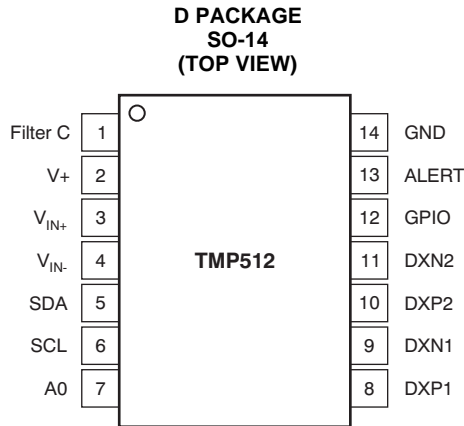 D PACKAGE
SO-14
(TOP VIEW)
Filter C 1 14 GND
V+ 2 13 ALERT
VIN+ 3 12 GPIO
VIN- 4 TMP512 11 DXN2
SDA 5 10 DXP2
SCL 6 9 DXN1
A0 7 8 DXP1